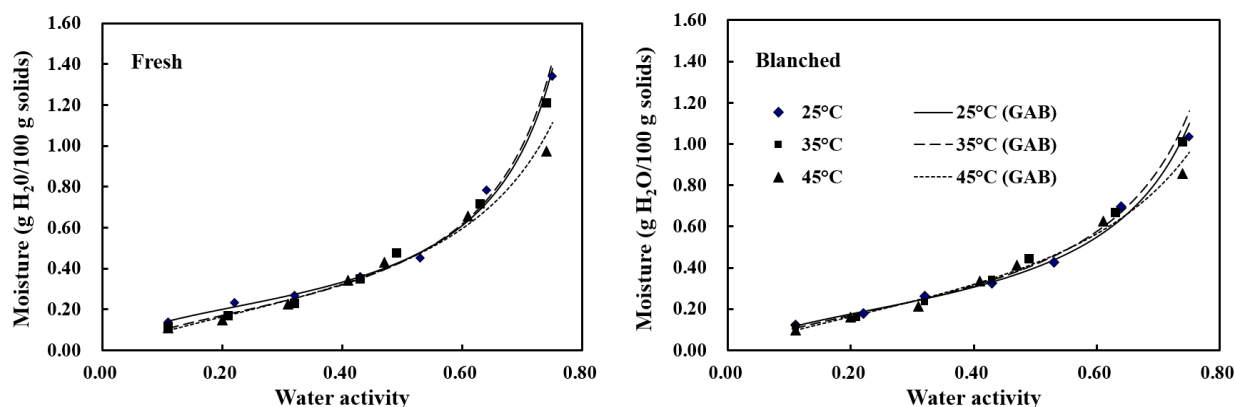 Moisture (g H₂0/100 g solids)
1.60
1.40
1.20
1.00
0.80
0.60
0.40
0.20
0.00
Fresh
0.00 0.20 0.40 0.60 0.80
Water activity
Moisture (g H₂O/100 g solids)
1.60
1.40
1.20
1.00
0.80
0.60
0.40
0.20
0.00
Blanched
25°C 25°C (GAB)
35°C 35°C (GAB)
45°C 45°C (GAB)
0.00 0.20 0.40 0.60 0.80
Water activity